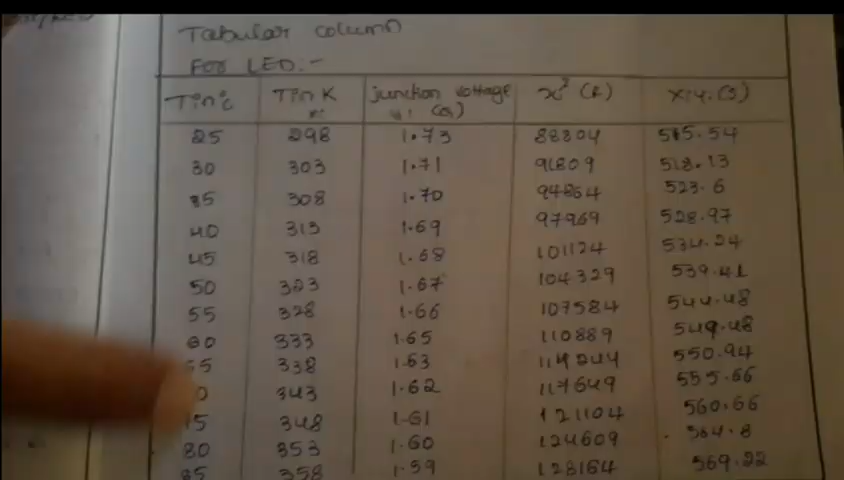 Tabular column
For LED:-
T in °C T in K junction voltage x² (k) xiyi (3)
25 298 1.73 88804 515.54
30 303 1.71 91809 518.13
35 308 1.70 94864 523.6
40 313 1.69 97969 528.97
45 318 1.68 101124 534.24
50 323 1.67 104329 539.41
55 328 1.66 107584 544.48
60 333 1.65 110889 549.48
65 338 1.63 114244 550.94
343 1.62 117649 555.66
348 1.61 121104 560.66
80 353 1.60 124609 564.8
85 358 1.59 128164 569.22